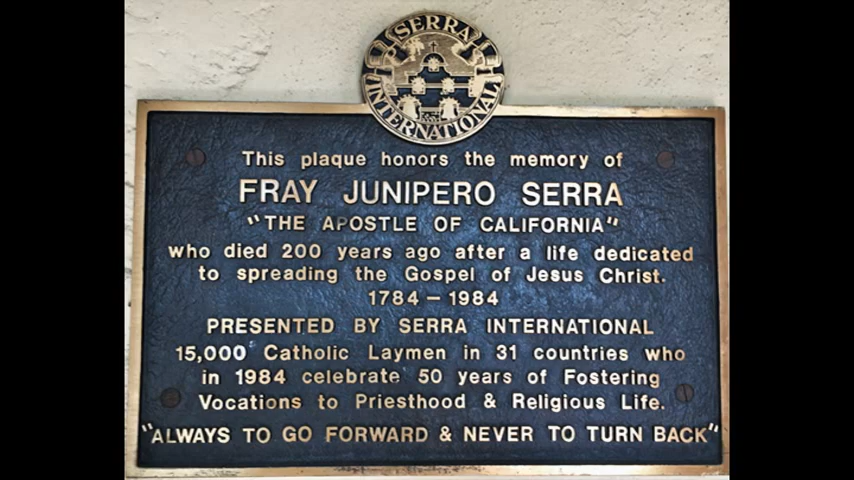 SERRA
INTERNATIONAL
This plaque honors the memory of
FRAY JUNIPERO SERRA
"THE APOSTLE OF CALIFORNIA"
who died 200 years ago after a life dedicated
to spreading the Gospel of Jesus Christ.
1784 – 1984
PRESENTED BY SERRA INTERNATIONAL
15,000 Catholic Laymen in 31 countries who
in 1984 celebrate 50 years of Fostering
Vocations to Priesthood & Religious Life.
"ALWAYS TO GO FORWARD & NEVER TO TURN BACK"